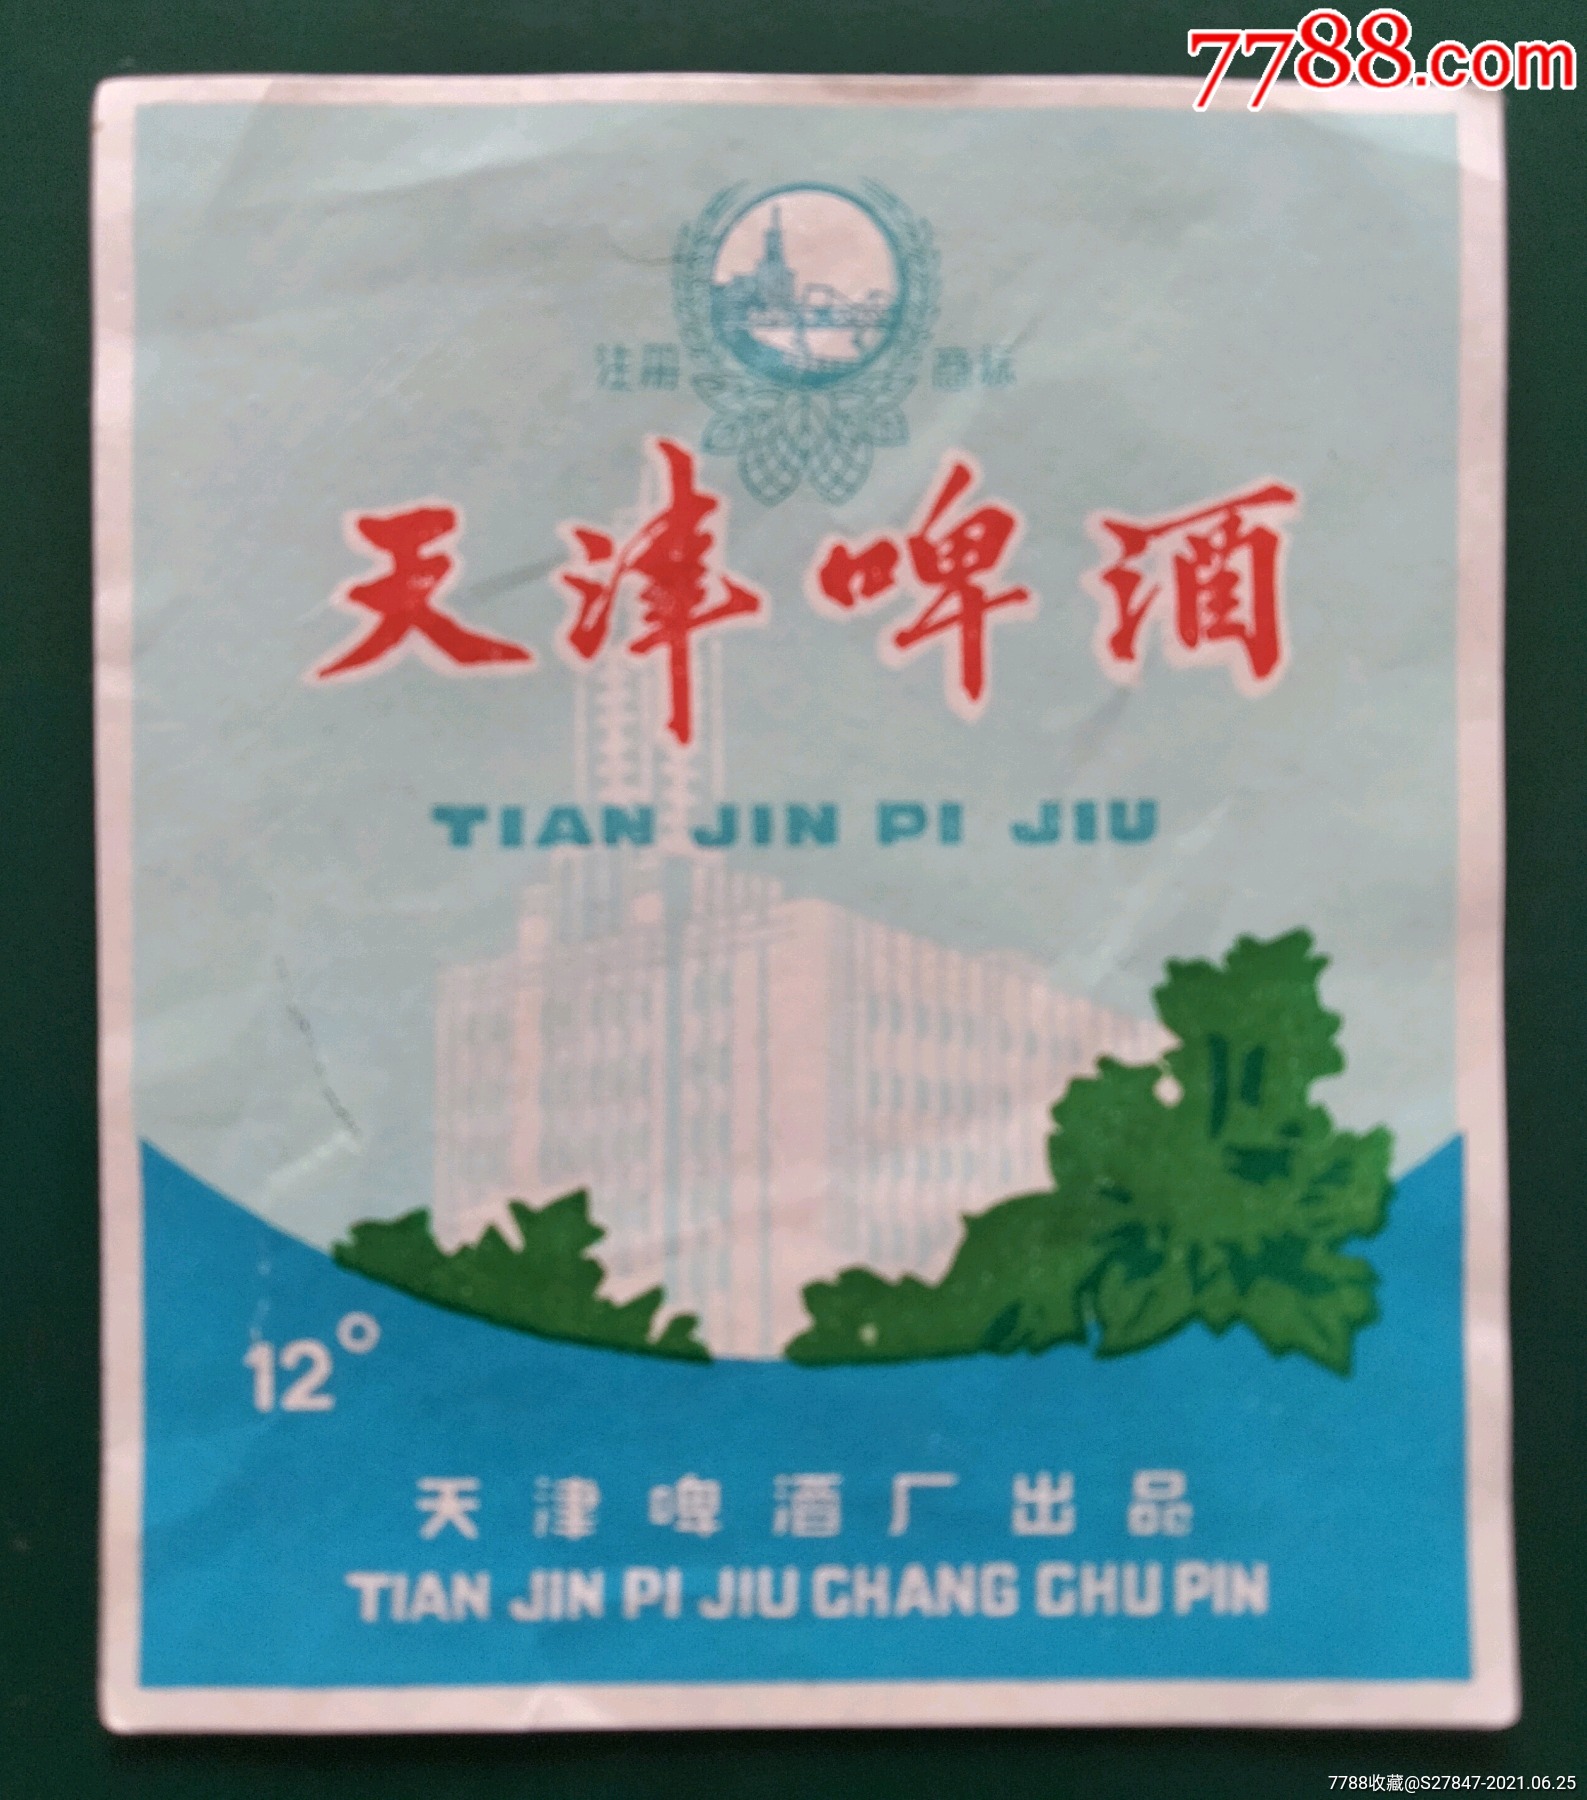 7788.com
注册 商标
天津啤酒
TIAN JIN PI JIU
12°
天津啤酒厂出品
TIAN JIN PI JIU CHANG CHU PIN
7788收藏@S27847-2021.06.25